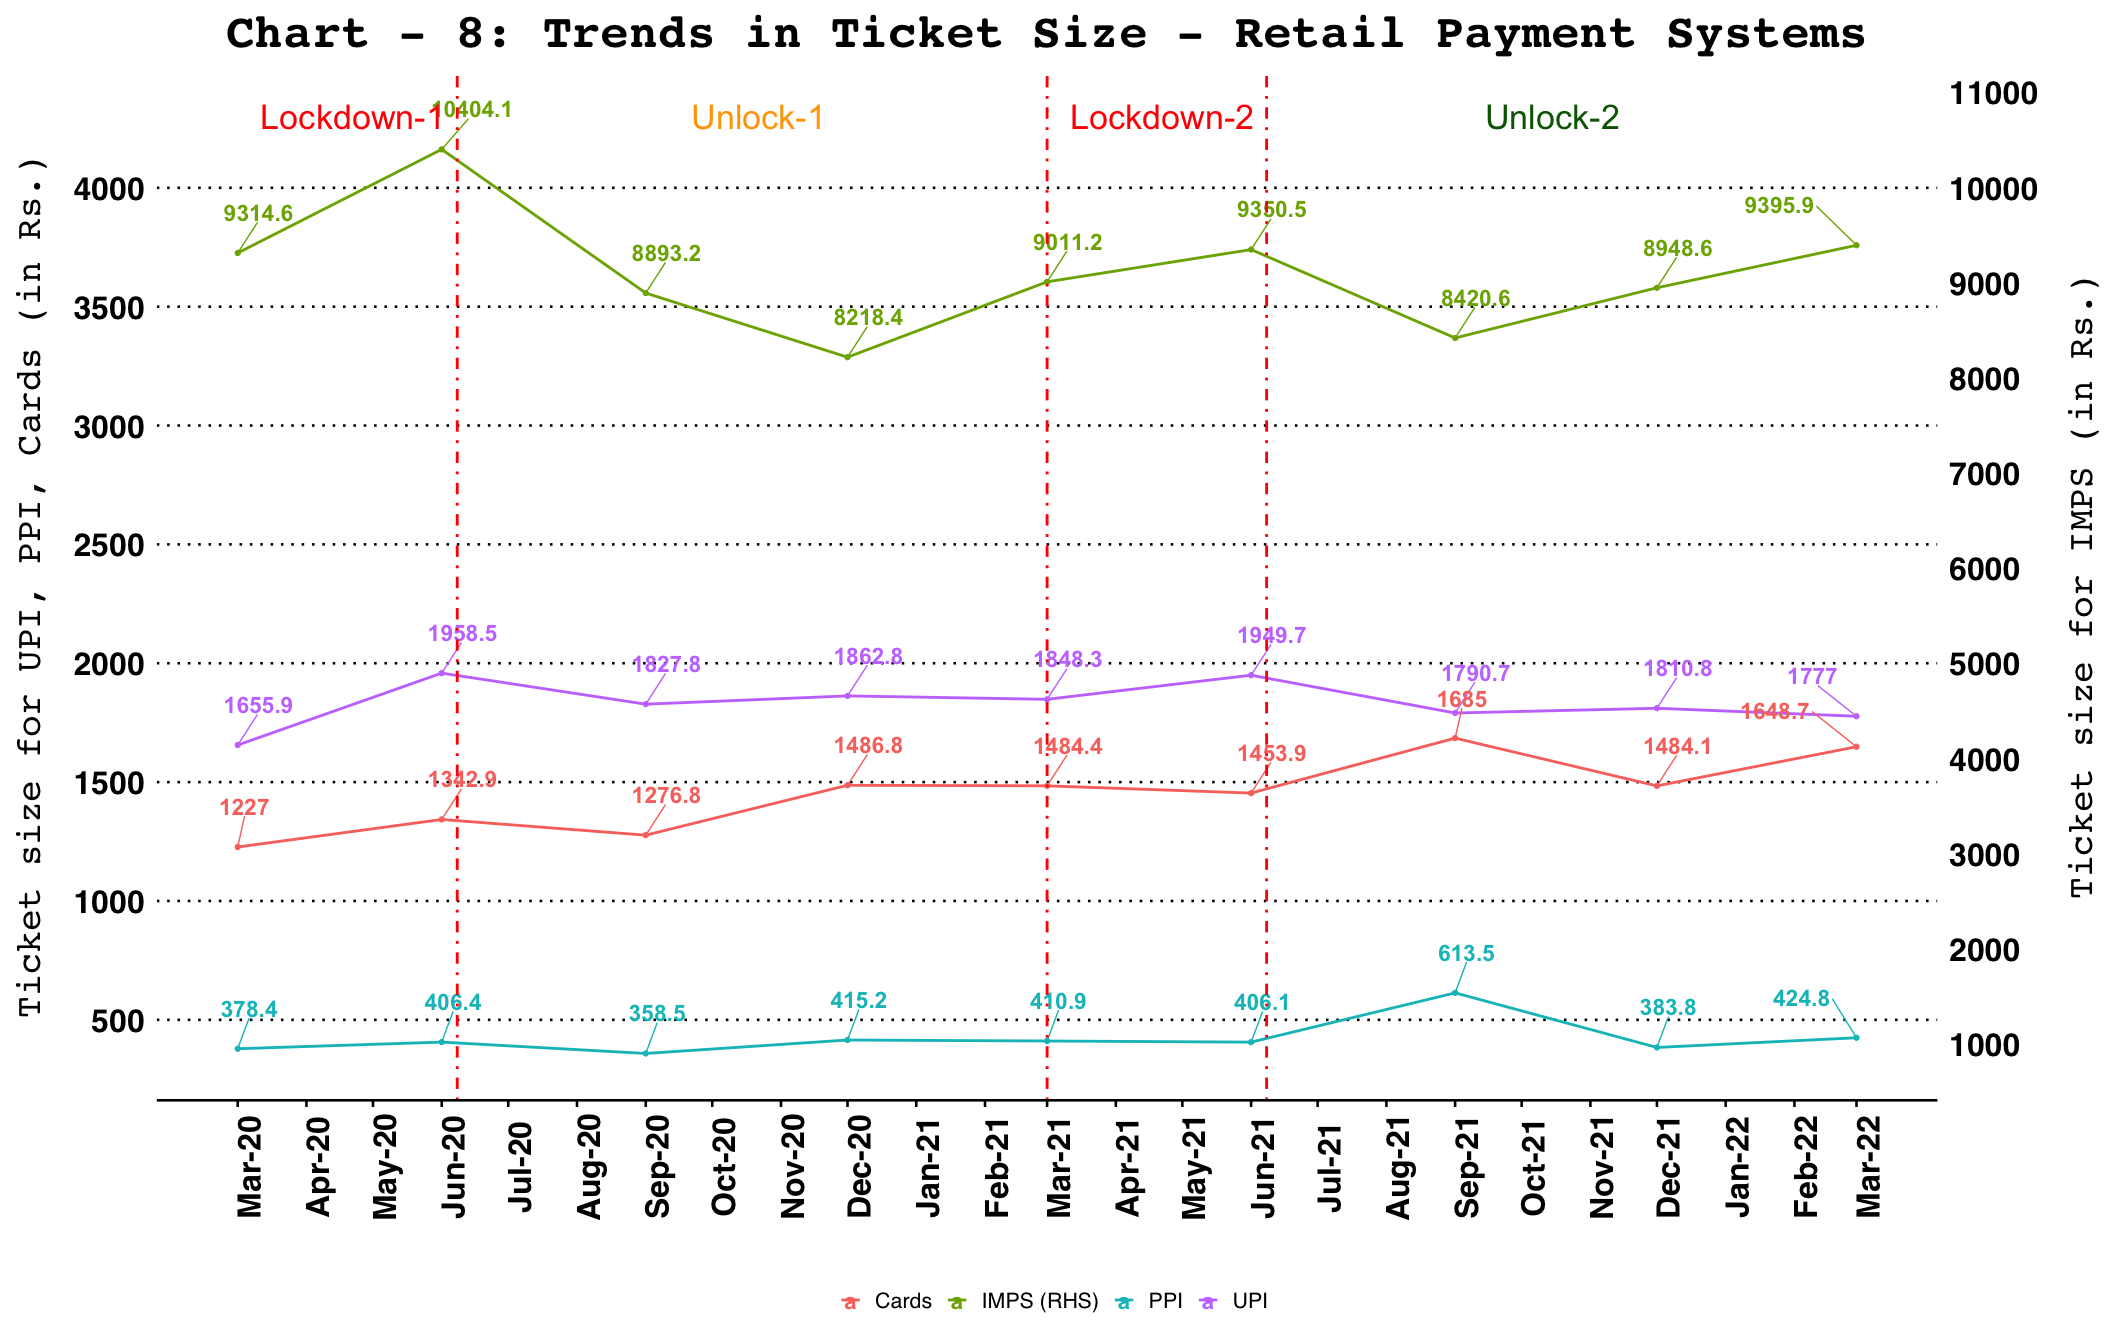 Chart - 8: Trends in Ticket Size - Retail Payment Systems
Lockdown-1
Unlock-1
Lockdown-2
Unlock-2
Ticket size for UPI, PPI, Cards (in Rs.)
4000
3500
3000
2500
2000
1500
1000
500
11000
10000
9000
8000
7000
6000
5000
4000
3000
2000
1000
Ticket size for IMPS (in Rs.)
9314.6
10404.1
8893.2
8218.4
9011.2
9350.5
8420.6
8948.6
9395.9
1655.9
1958.5
1827.8
1862.8
1848.3
1949.7
1790.7
1810.8
1777
1227
1342.9
1276.8
1486.8
1484.4
1453.9
1685
1484.1
1648.7
378.4
406.4
358.5
415.2
410.9
406.1
613.5
383.8
424.8
Mar-20
Apr-20
May-20
Jun-20
Jul-20
Aug-20
Sep-20
Oct-20
Nov-20
Dec-20
Jan-21
Feb-21
Mar-21
Apr-21
May-21
Jun-21
Jul-21
Aug-21
Sep-21
Oct-21
Nov-21
Dec-21
Jan-22
Feb-22
Mar-22
a Cards a IMPS (RHS) a PPI a UPI